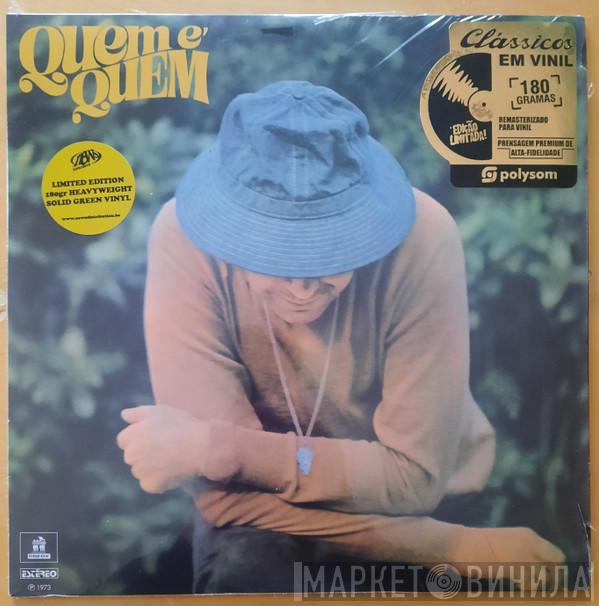 Quem e'
QUEM
LIMITED EDITION
180gr HEAVYWEIGHT
SOLID GREEN VINYL
Clássicos
EM VINIL
EDIÇÃO
LIMITADA!
180
GRAMAS
REMASTERIZADO
PARA VINIL
PRENSAGEM PREMIUM DE
ALTA-FIDELIDADE
polysom
ODEON
ESTÉREO
℗ 1973
МАРКЕТ ВИНИЛА